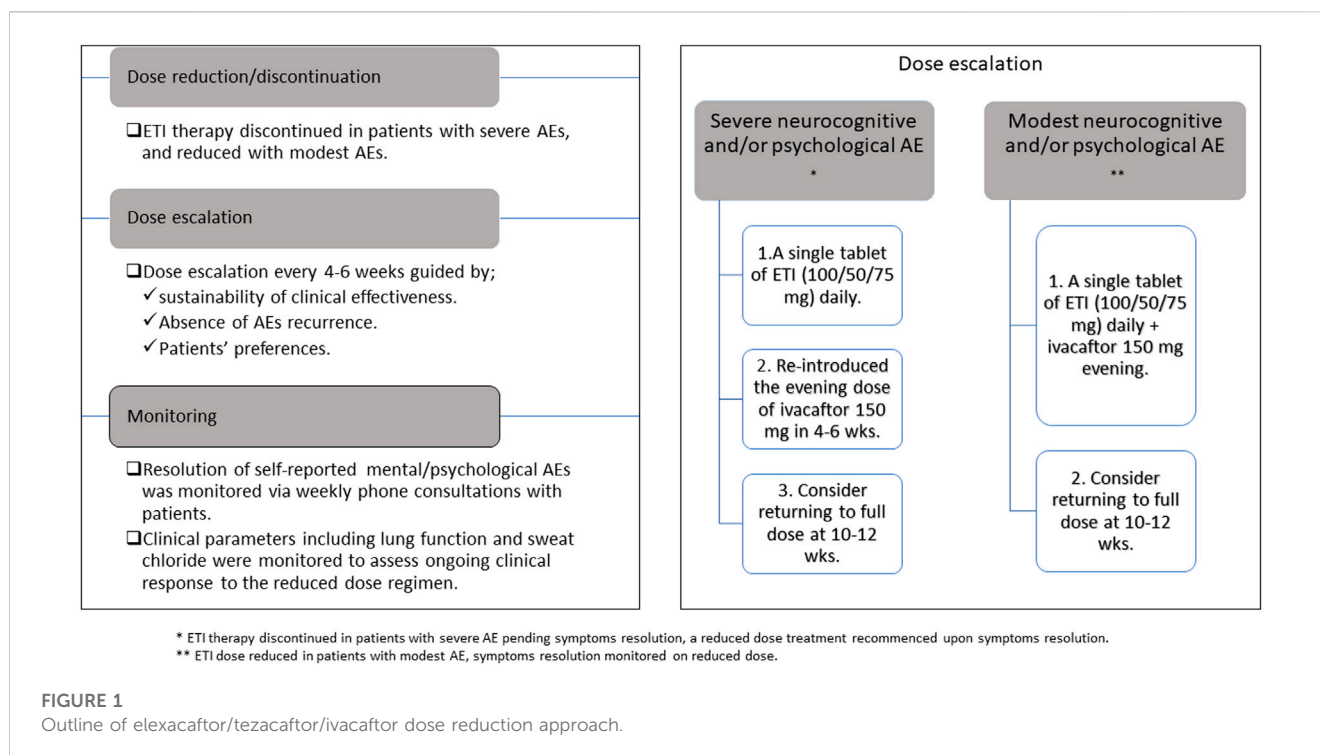 Dose reduction/discontinuation
❑ETI therapy discontinued in patients with severe AEs,
and reduced with modest AEs.
Dose escalation
❑Dose escalation every 4-6 weeks guided by;
✓sustainability of clinical effectiveness.
✓Absence of AEs recurrence.
✓Patients’ preferences.
Monitoring
❑Resolution of self-reported mental/psychological AEs
was monitored via weekly phone consultations with
patients.
❑Clinical parameters including lung function and sweat
chloride were monitored to assess ongoing clinical
response to the reduced dose regimen.
Dose escalation
Severe neurocognitive
and/or psychological AE
*
1.A single tablet
of ETI (100/50/75
mg) daily.
2. Re-introduced
the evening dose
of ivacaftor 150
mg in 4-6 wks.
3. Consider
returning to full
dose at 10-12
wks.
Modest neurocognitive
and/or psychological AE
**
1. A single tablet
of ETI (100/50/75
mg) daily +
ivacaftor 150 mg
evening.
2. Consider
returning to full
dose at 10-12
wks.
* ETI therapy discontinued in patients with severe AE pending symptoms resolution, a reduced dose treatment recommenced upon symptoms resolution.
** ETI dose reduced in patients with modest AE, symptoms resolution monitored on reduced dose.
FIGURE 1
Outline of elexacaftor/tezacaftor/ivacaftor dose reduction approach.